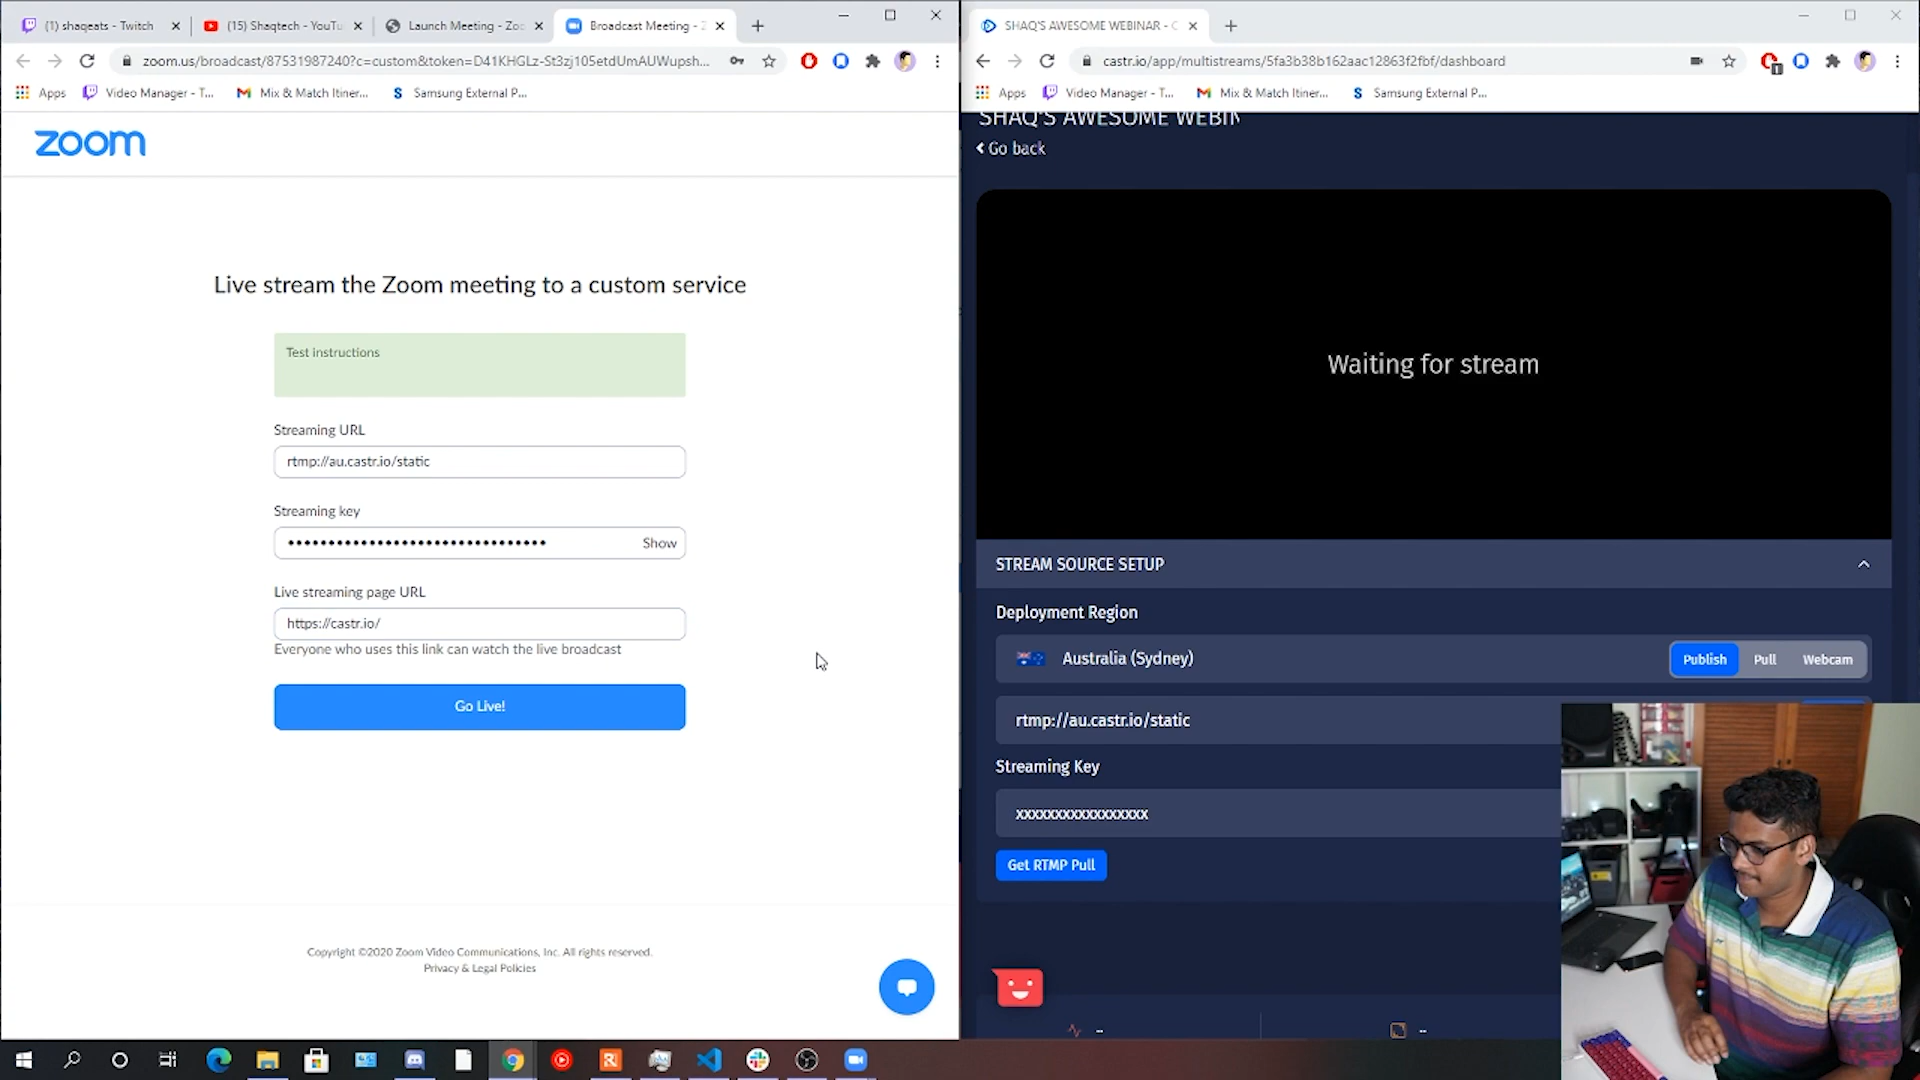 (1) shaqeats - Twitch
(15) Shaqtech - YouTu
Launch Meeting - Zoo
Broadcast Meeting - Z
zoom.us/broadcast/87531987240?c=custom&token=D41KHGLz-St3zj105etdUmAUWupsh...
Apps
Video Manager - T...
Mix & Match Itiner...
Samsung External P...
zoom
Live stream the Zoom meeting to a custom service
Test instructions
Streaming URL
rtmp://au.castr.io/static
Streaming key
Show
Live streaming page URL
https://castr.io/
Everyone who uses this link can watch the live broadcast
Go Live!
Copyright ©2020 Zoom Video Communications, Inc. All rights reserved.
Privacy & Legal Policies
SHAQ'S AWESOME WEBINAR - C
castr.io/app/multistreams/5fa3b38b162aac12863f2fbf/dashboard
Apps
Video Manager - T...
Mix & Match Itiner...
Samsung External P...
SHAQ'S AWESOME WEBIN
Go back
Waiting for stream
STREAM SOURCE SETUP
Deployment Region
Australia (Sydney)
Publish
Pull
Webcam
rtmp://au.castr.io/static
Streaming Key
xxxxxxxxxxxxxxxxx
Get RTMP Pull
--
--